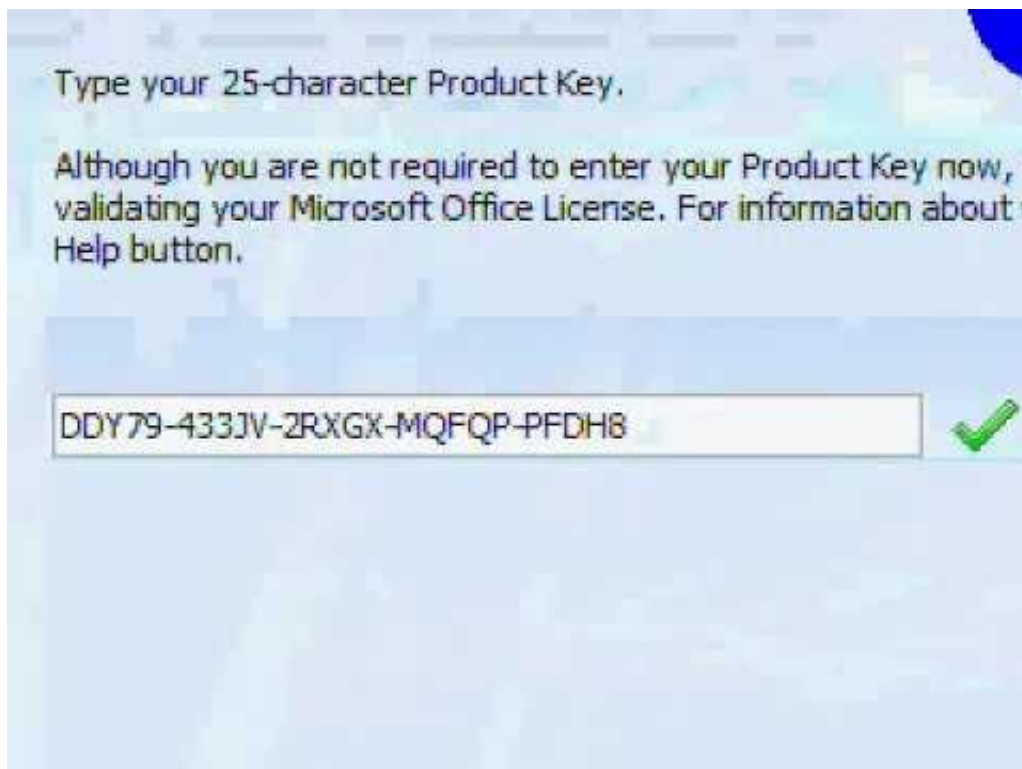 Type your 25-character Product Key.
Although you are not required to enter your Product Key now,
validating your Microsoft Office License. For information about
Help button.
DDY79-433JV-2RXGX-MQFQP-PFDH8